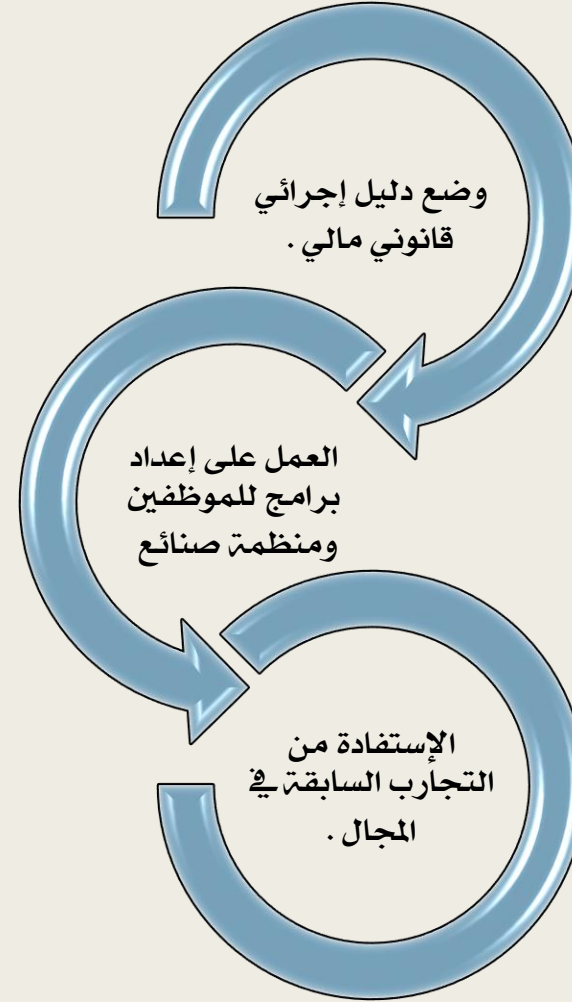 وضع دليل إجرائي
قانوني مالي .
العمل على إعداد
برامج للموظفين
ومنظمة صنائع
الإستفادة من
التجارب السابقة في
المجال .